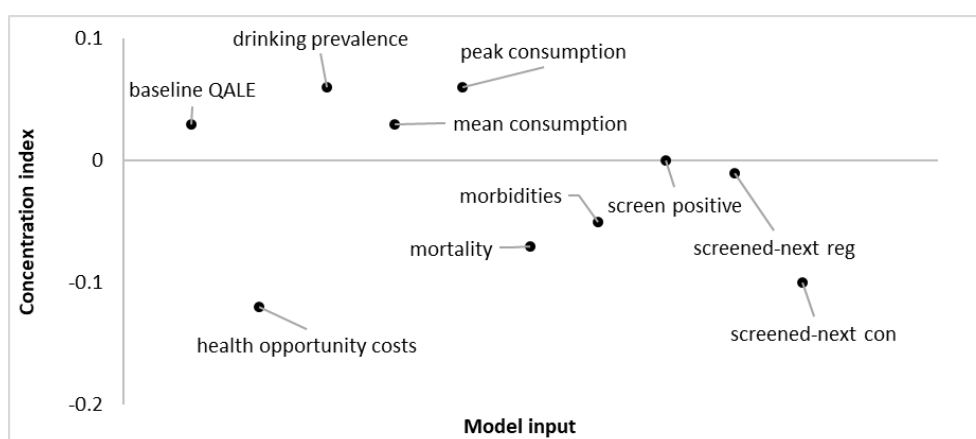 0.1
drinking prevalence
peak consumption
baseline QALE
mean consumption
Concentration index
0
morbidities
screen positive
mortality
screened-next reg
-0.1
screened-next con
health opportunity costs
-0.2
Model input